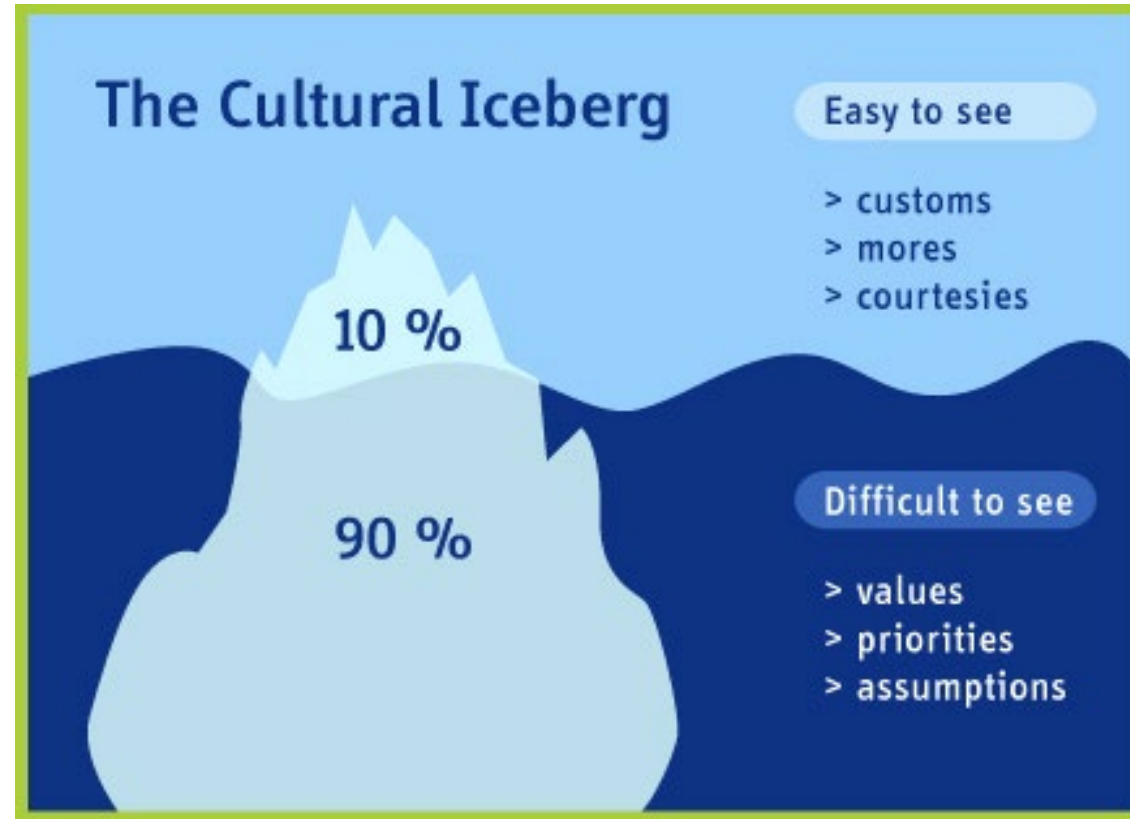 The Cultural Iceberg
10 %
90 %
Easy to see
> customs
> mores
> courtesies
Difficult to see
> values
> priorities
> assumptions